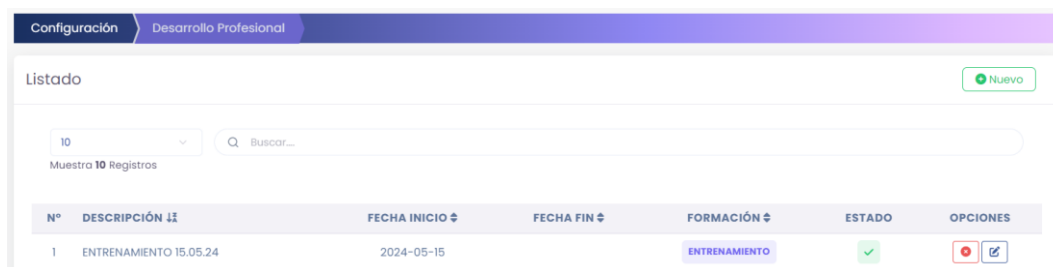 Configuración Desarrollo Profesional
Listado Nuevo
10 Buscar...
Muestra 10 Registros
Nº DESCRIPCIÓN FECHA INICIO FECHA FIN FORMACIÓN ESTADO OPCIONES
1 ENTRENAMIENTO 15.05.24 2024-05-15 ENTRENAMIENTO